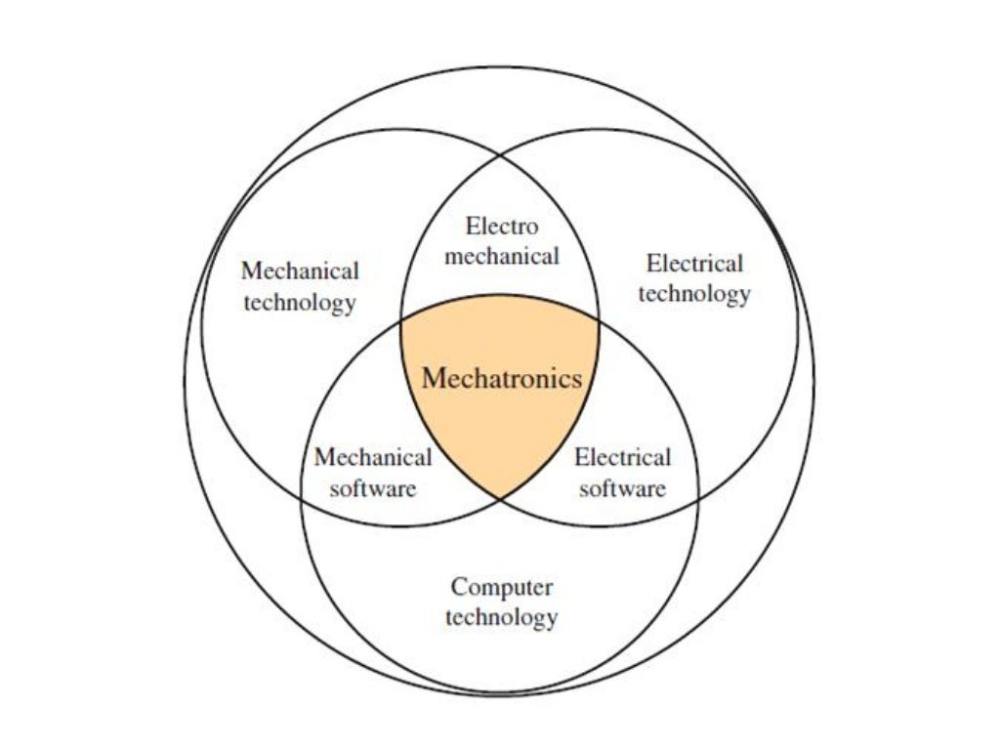 Electro
mechanical
Mechanical
technology
Electrical
technology
Mechatronics
Mechanical
software
Electrical
software
Computer
technology